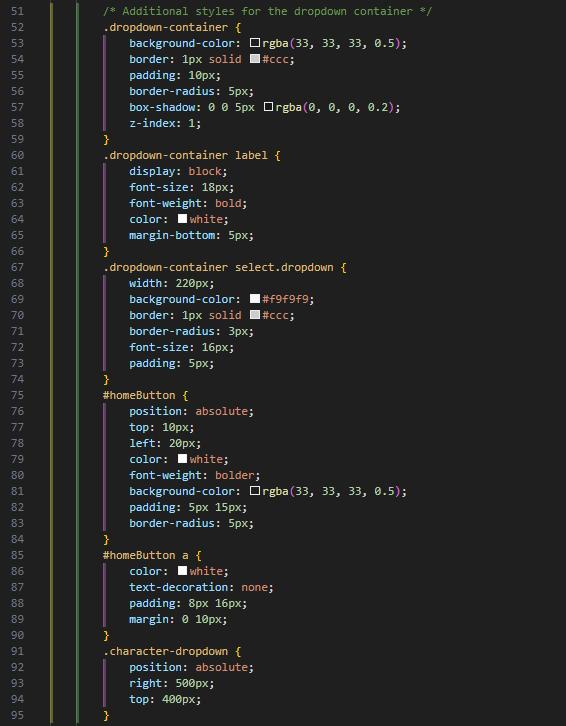 51 /* Additional styles for the dropdown container */
52 .dropdown-container {
53 background-color: rgba(33, 33, 33, 0.5);
54 border: 1px solid #ccc;
55 padding: 10px;
56 border-radius: 5px;
57 box-shadow: 0 0 5px rgba(0, 0, 0, 0.2);
58 z-index: 1;
59 }
60 .dropdown-container label {
61 display: block;
62 font-size: 18px;
63 font-weight: bold;
64 color: white;
65 margin-bottom: 5px;
66 }
67 .dropdown-container select.dropdown {
68 width: 220px;
69 background-color: #f9f9f9;
70 border: 1px solid #ccc;
71 border-radius: 3px;
72 font-size: 16px;
73 padding: 5px;
74 }
75 #homeButton {
76 position: absolute;
77 top: 10px;
78 left: 20px;
79 color: white;
80 font-weight: bolder;
81 background-color: rgba(33, 33, 33, 0.5);
82 padding: 5px 15px;
83 border-radius: 5px;
84 }
85 #homeButton a {
86 color: white;
87 text-decoration: none;
88 padding: 8px 16px;
89 margin: 0 10px;
90 }
91 .character-dropdown {
92 position: absolute;
93 right: 500px;
94 top: 400px;
95 }